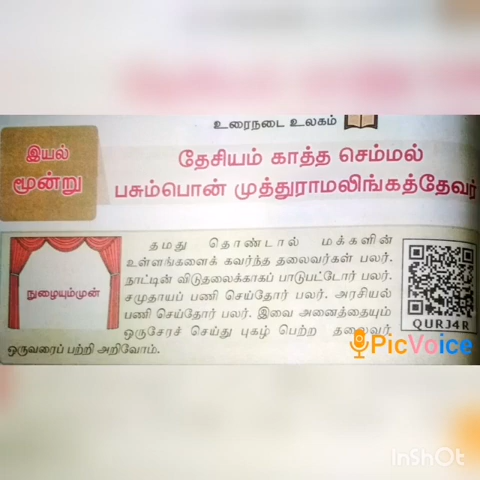 உரைநடை உலகம்
இயல்
மூன்று
தேசியம் காத்த செம்மல்
பசும்பொன் முத்துராமலிங்கத்தேவர்
நுழையும்முன்
தமது தொண்டால் மக்களின்
உள்ளங்களைக் கவர்ந்த தலைவர்கள் பலர்.
நாட்டின் விடுதலைக்காகப் பாடுபட்டோர் பலர்.
சமுதாயப் பணி செய்தோர் பலர். அரசியல்
பணி செய்தோர் பலர். இவை அனைத்தையும்
ஒருசேரச் செய்து புகழ் பெற்ற தலைவர்
ஒருவரைப் பற்றி அறிவோம்.
QURJ4R
PicVoice
InShOt